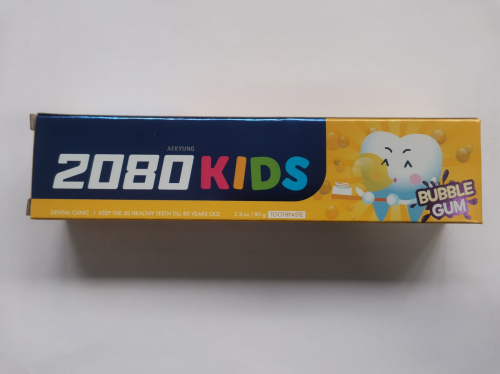 AEKYUNG
2080 KIDS
BUBBLE
GUM
DENTAL CLINIC | KEEP THE 20 HEALTHY TEETH TILL 80 YEARS OLD 2.8 oz / 80 g TOOTHPASTE